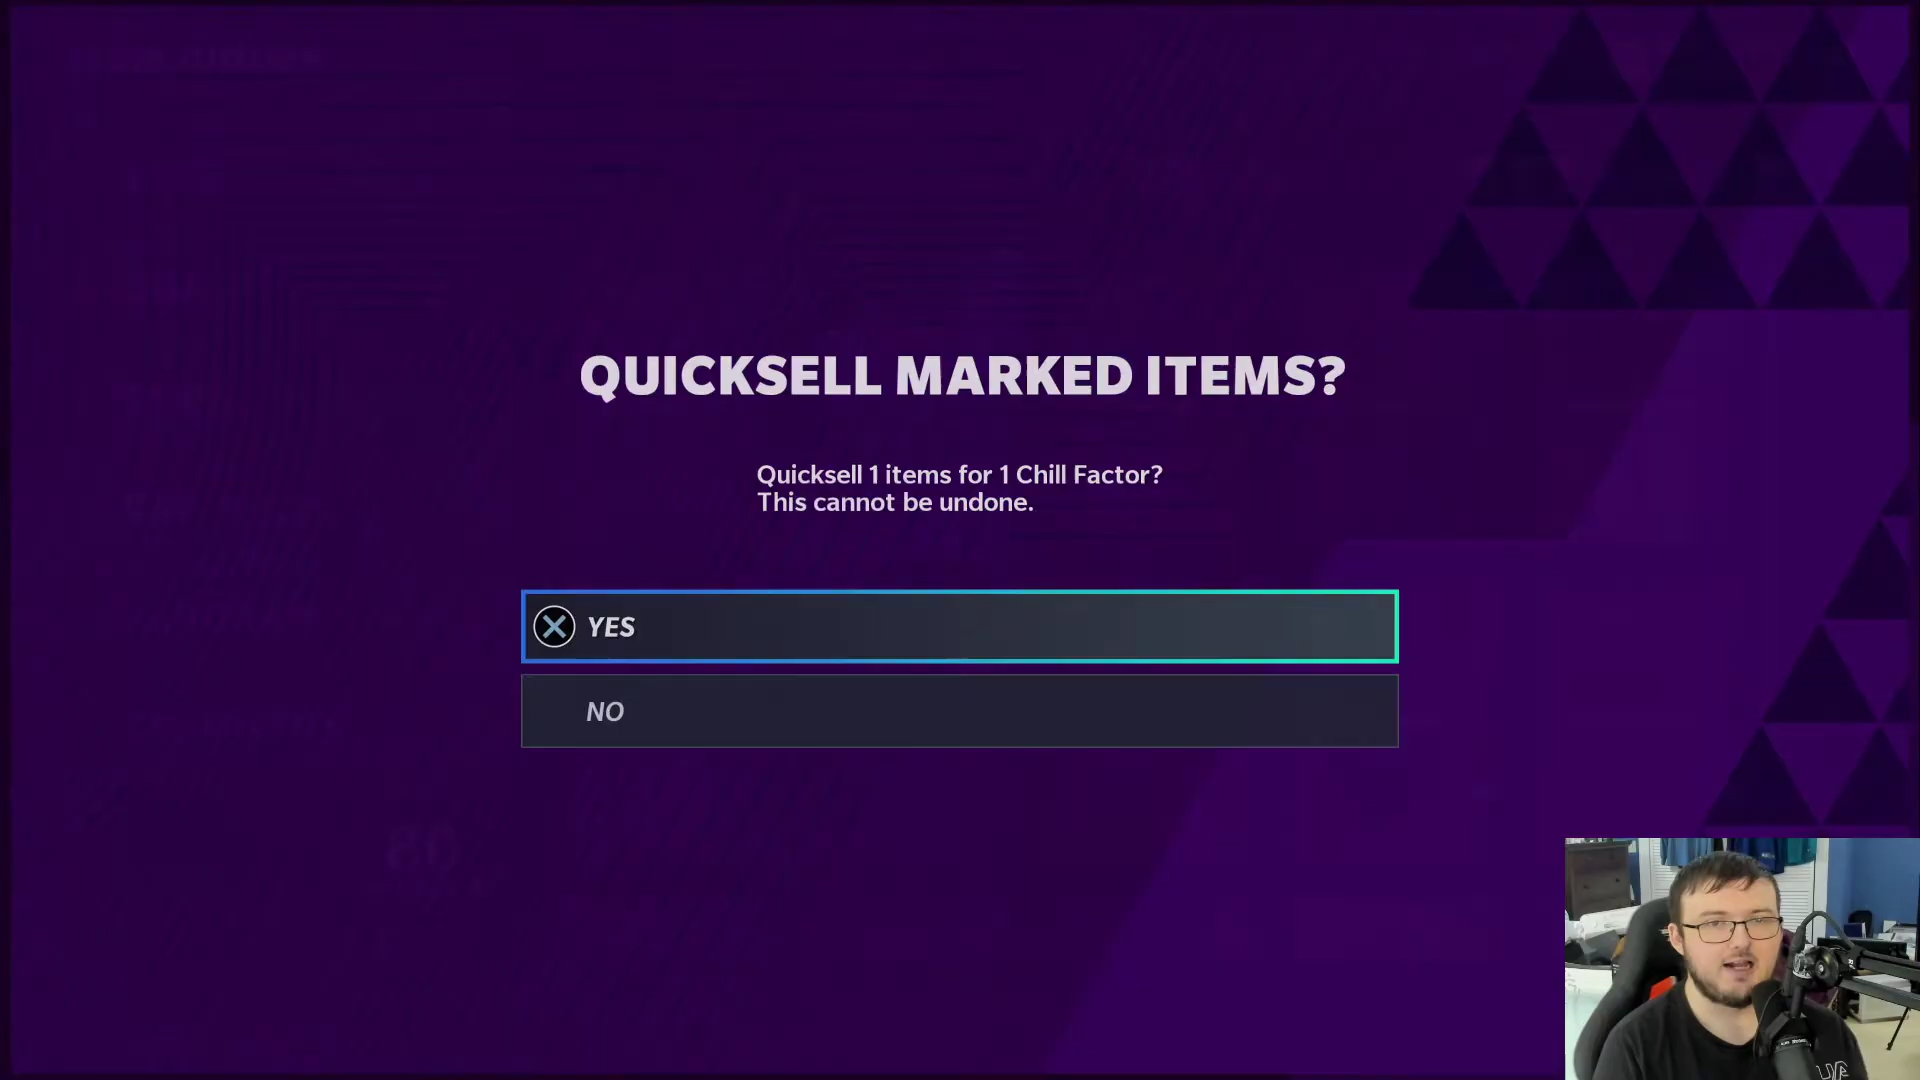 QUICKSELL MARKED ITEMS?
Quicksell 1 items for 1 Chill Factor?
This cannot be undone.
YES
NO